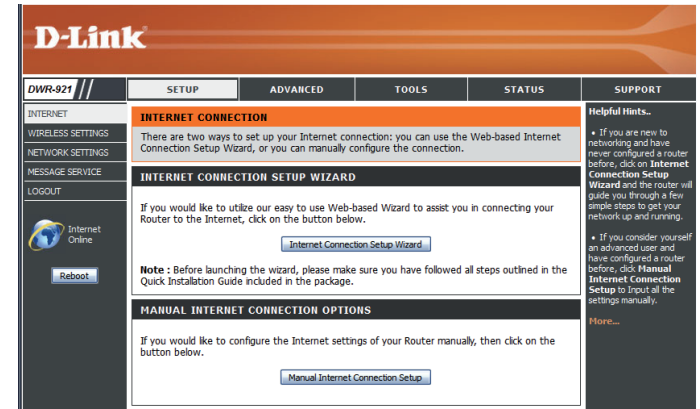 D-Link
DWR-921
SETUP
ADVANCED
TOOLS
STATUS
SUPPORT
INTERNET
WIRELESS SETTINGS
NETWORK SETTINGS
MESSAGE SERVICE
LOGOUT
Internet
Online
Reboot
INTERNET CONNECTION
There are two ways to set up your Internet connection: you can use the Web-based Internet
Connection Setup Wizard, or you can manually configure the connection.
INTERNET CONNECTION SETUP WIZARD
If you would like to utilize our easy to use Web-based Wizard to assist you in connecting your
Router to the Internet, click on the button below.
Internet Connection Setup Wizard
Note : Before launching the wizard, please make sure you have followed all steps outlined in the
Quick Installation Guide included in the package.
MANUAL INTERNET CONNECTION OPTIONS
If you would like to configure the Internet settings of your Router manually, then click on the
button below.
Manual Internet Connection Setup
Helpful Hints..
• If you are new to
networking and have
never configured a router
before, click on Internet
Connection Setup
Wizard and the router will
guide you through a few
simple steps to get your
network up and running.
• If you consider yourself
an advanced user and
have configured a router
before, click Manual
Internet Connection
Setup to Input all the
settings manually.
More...